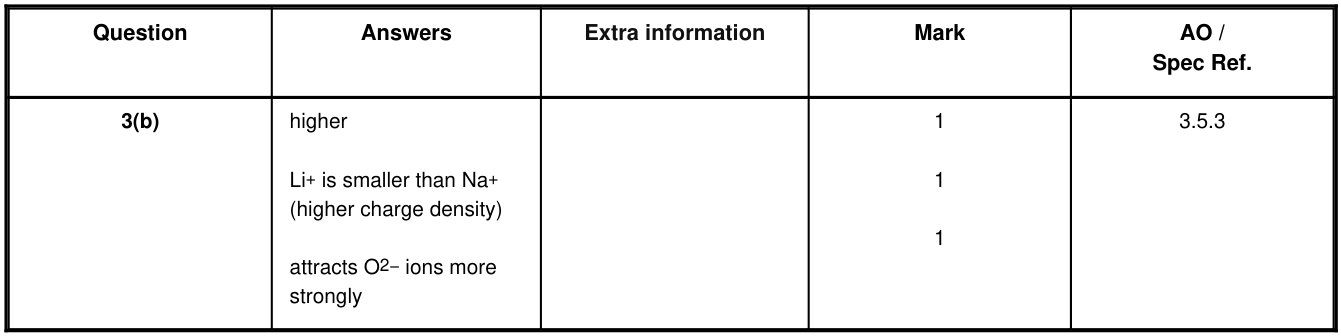 Question Answers Extra information Mark AO /
Spec Ref.
3(b) higher 1 3.5.3
Li+ is smaller than Na+ 1
(higher charge density)
1
attracts O2− ions more
strongly